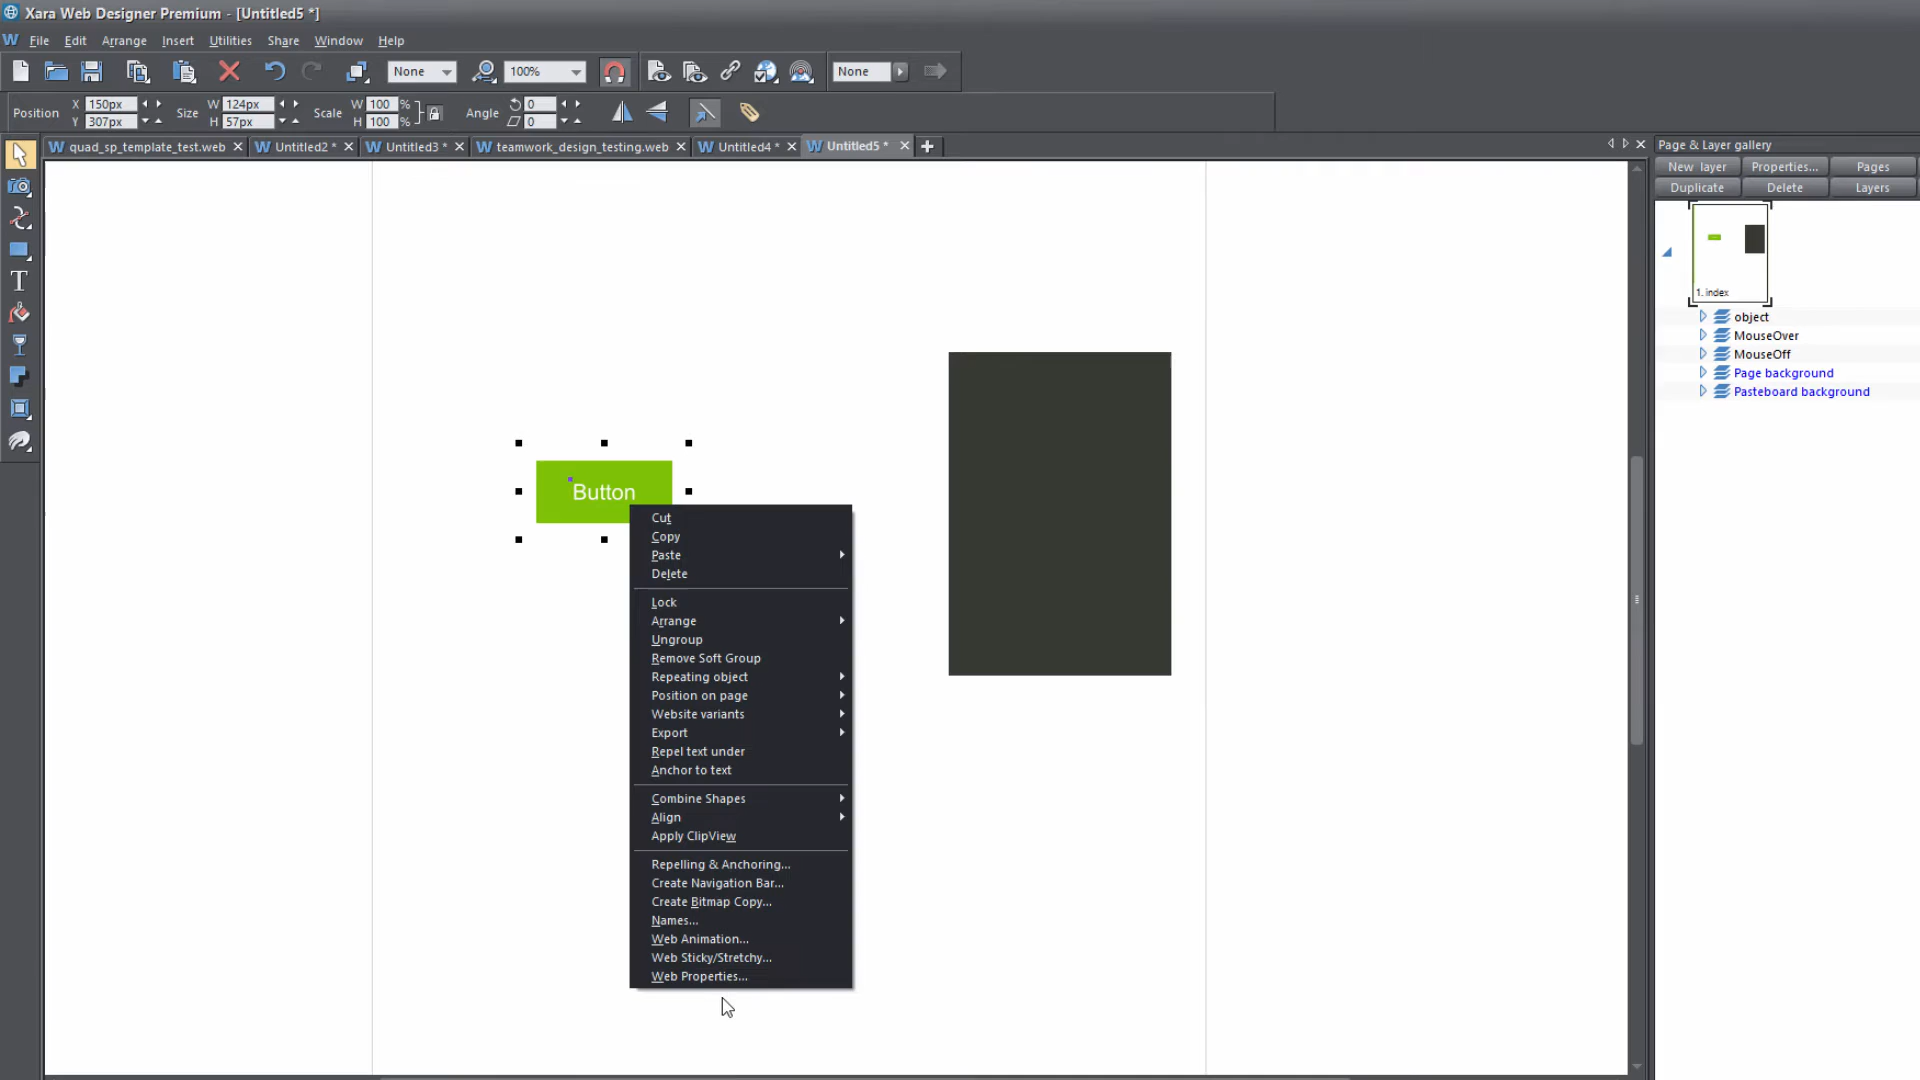 Xara Web Designer Premium - [Untitled5 *]
File Edit Arrange Insert Utilities Share Window Help
None 100% None
Position X 150px Y 307px Size W 124px H 57px Scale W 100 % H 100 % Angle 0 0
quad_sp_template_test.web Untitled2 * Untitled3 * teamwork_design_testing.web Untitled4 * Untitled5 *
Page & Layer gallery
New layer Properties... Pages
Duplicate Delete Layers
1. index
object
MouseOver
MouseOff
Page background
Pasteboard background
Button
Cut
Copy
Paste
Delete
Lock
Arrange
Ungroup
Remove Soft Group
Repeating object
Position on page
Website variants
Export
Repel text under
Anchor to text
Combine Shapes
Align
Apply ClipView
Repelling & Anchoring...
Create Navigation Bar...
Create Bitmap Copy...
Names...
Web Animation...
Web Sticky/Stretchy...
Web Properties...